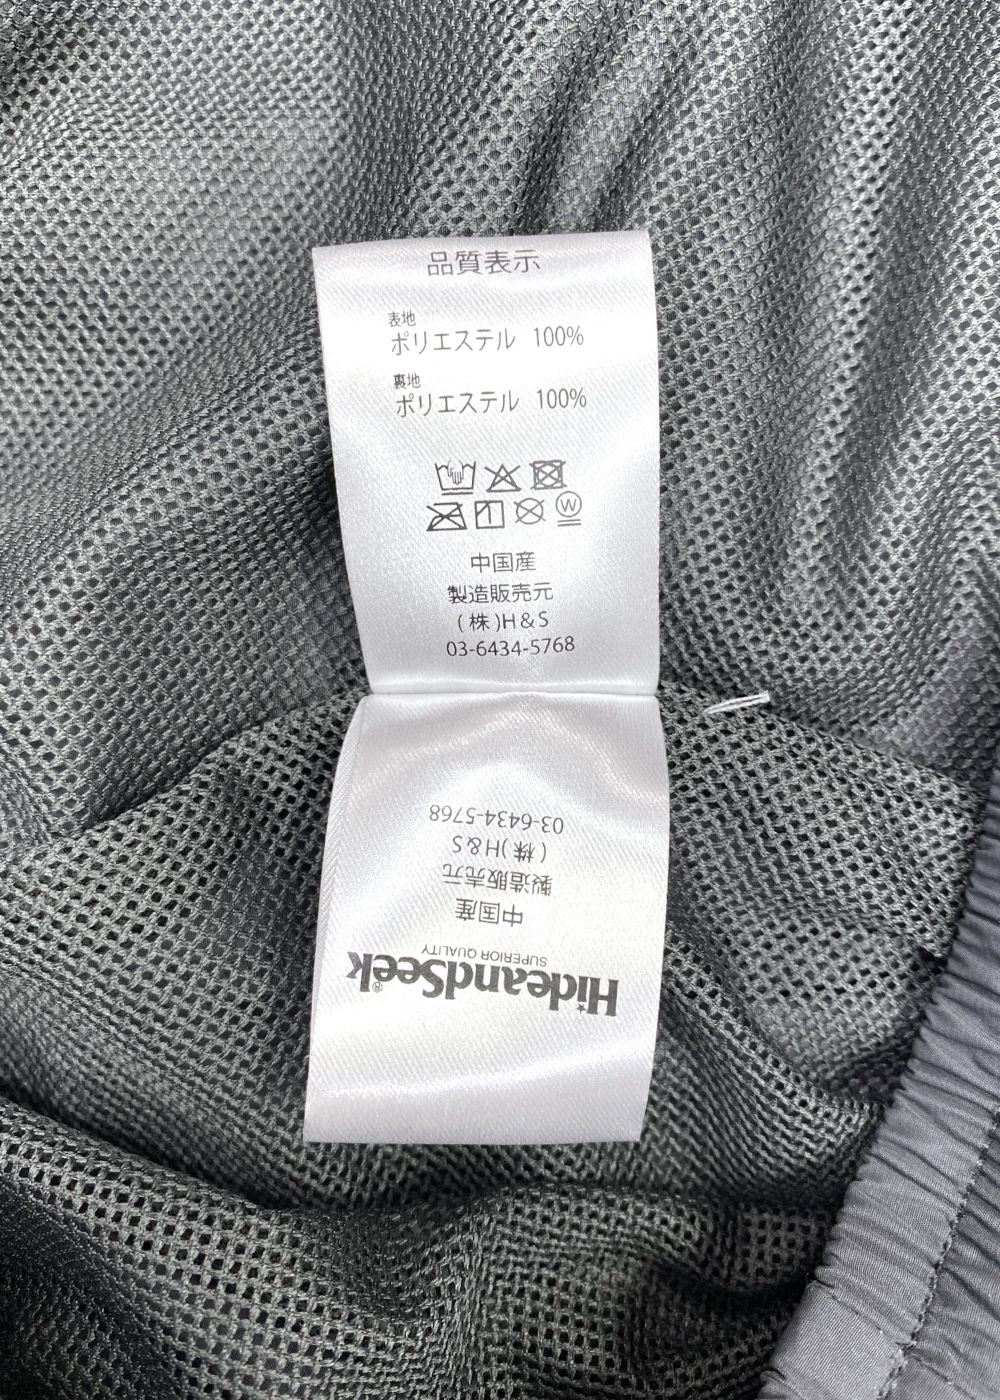 品質表示
表地
ポリエステル 100%
裏地
ポリエステル 100%
W
中国産
製造販売元
(株)H&S
03-6434-5768
HideandSeek®
SUPERIOR QUALITY
中国産
製造販売元
(株)H&S
03-6434-5768